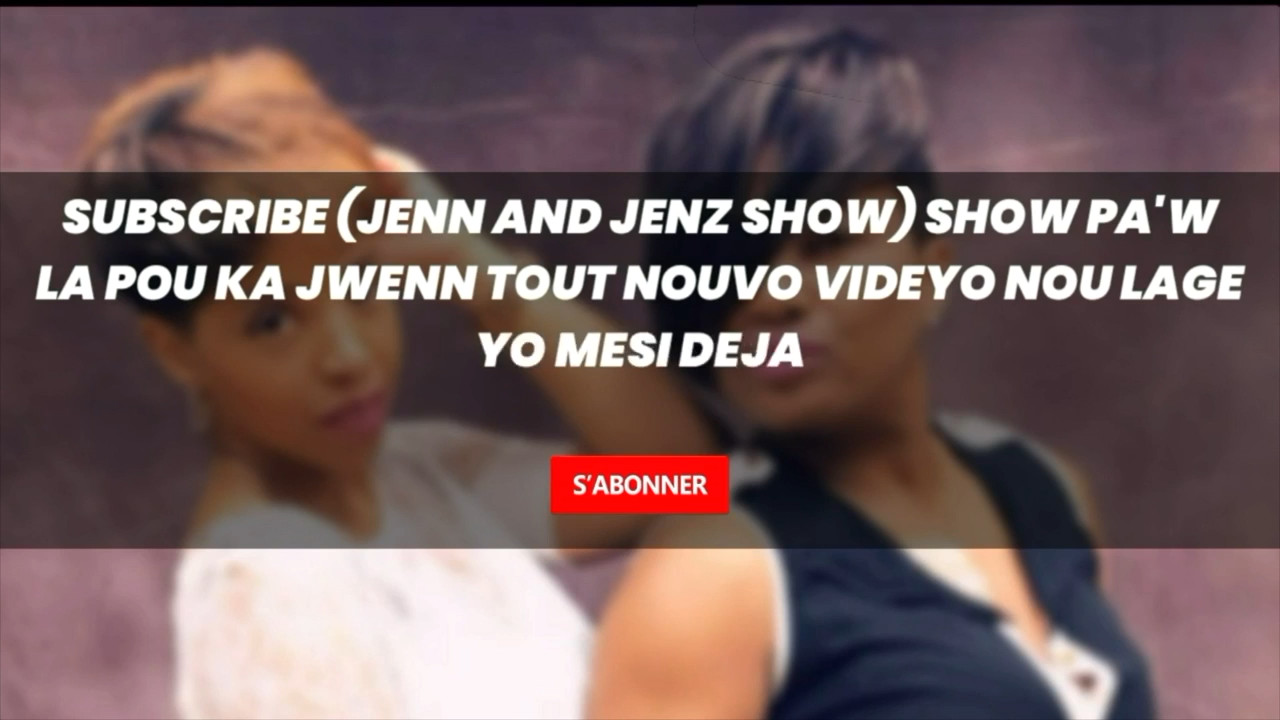 SUBSCRIBE (JENN AND JENZ SHOW) SHOW PA'W
LA POU KA JWENN TOUT NOUVO VIDEYO NOU LAGE
YO MESI DEJA
S'ABONNER